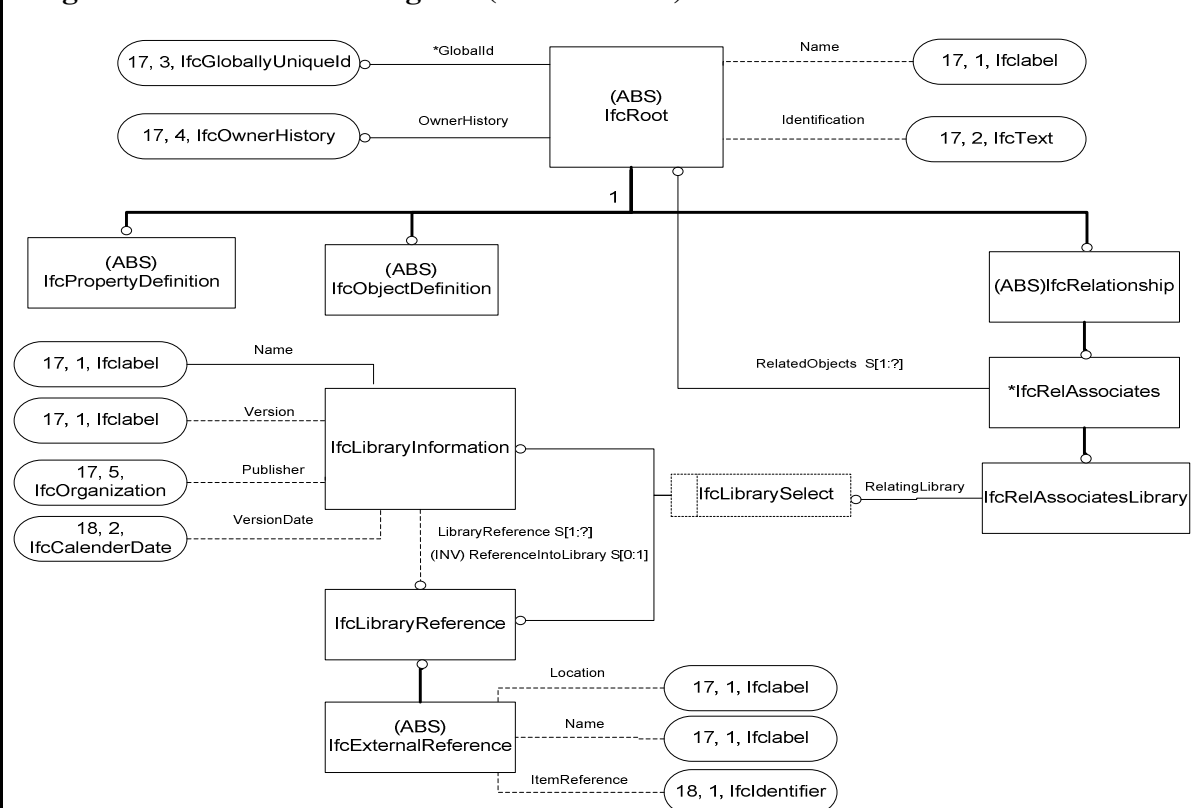 17, 3, IfcGloballyUniqueId
*GlobalId
(ABS)
IfcRoot
Name
17, 1, Ifclabel
17, 4, IfcOwnerHistory
OwnerHistory
Identification
17, 2, IfcText
1
(ABS)
IfcPropertyDefinition
(ABS)
IfcObjectDefinition
(ABS)IfcRelationship
17, 1, Ifclabel
Name
RelatedObjects S[1:?]
*IfcRelAssociates
17, 1, Ifclabel
Version
IfcLibraryInformation
17, 5,
IfcOrganization
Publisher
IfcLibrarySelect
RelatingLibrary
IfcRelAssociatesLibrary
18, 2,
IfcCalenderDate
VersionDate
LibraryReference S[1;?]
(INV) ReferenceIntoLibrary S[0:1]
IfcLibraryReference
Location
17, 1, Ifclabel
(ABS)
IfcExternalReference
Name
17, 1, Ifclabel
ItemReference
18, 1, IfcIdentifier